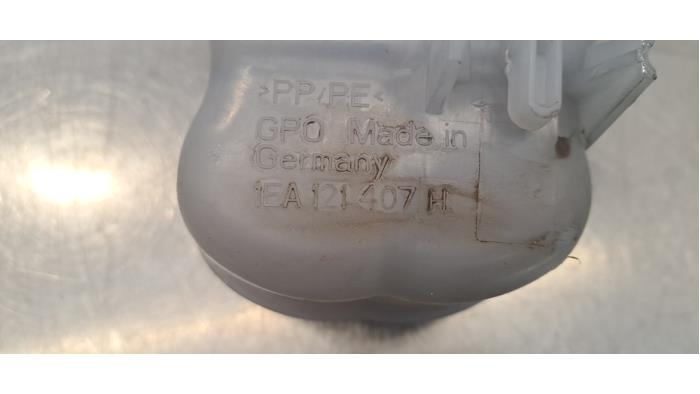 >PP/PE<
GPO Made in
Germany
1EA 121 407 H